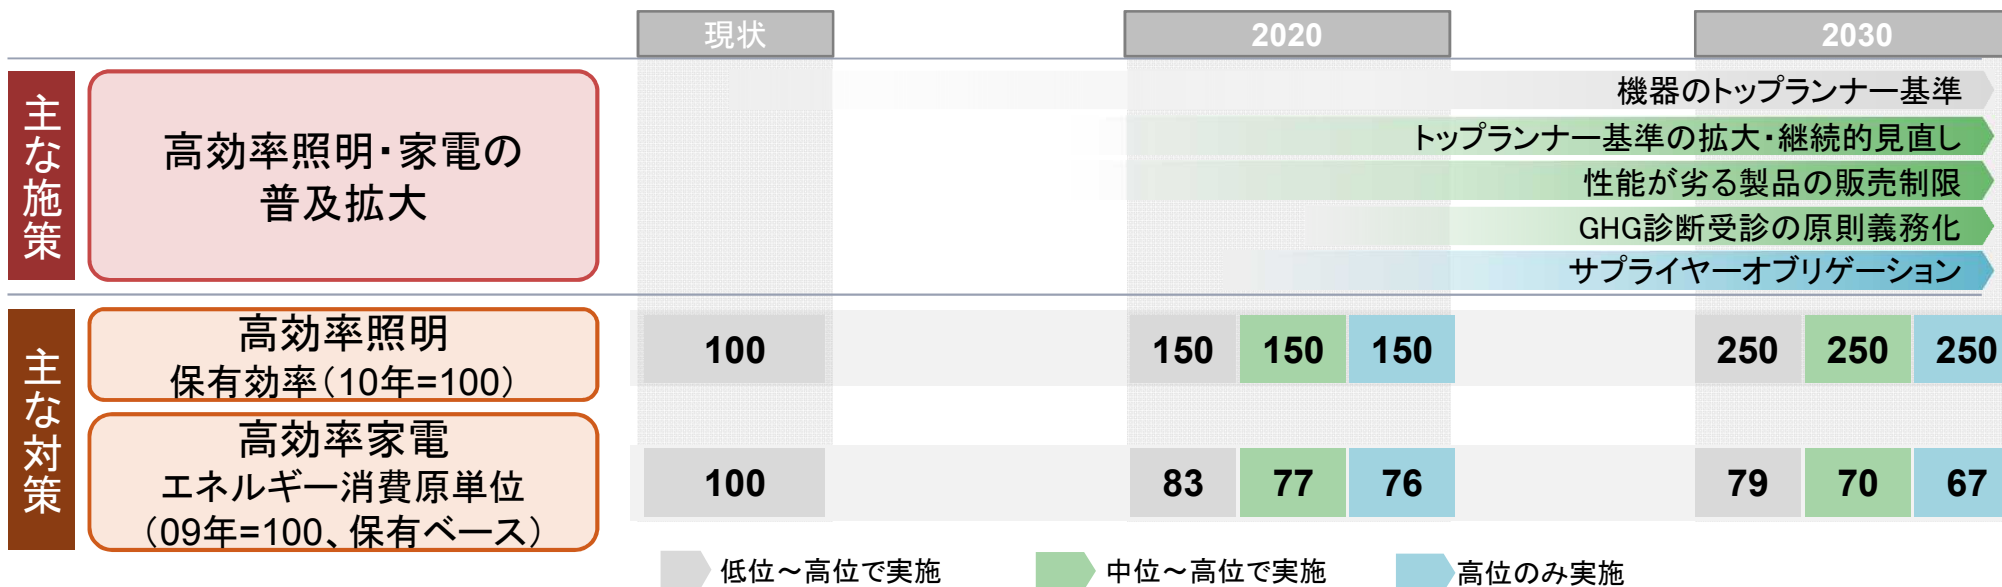 現状 2020 2030
主な施策
高効率照明・家電の
普及拡大
機器のトップランナー基準
トップランナー基準の拡大・継続的見直し
性能が劣る製品の販売制限
GHG診断受診の原則義務化
サプライヤーオブリゲーション
主な対策
高効率照明
保有効率(10年=100)
100 150 150 150 250 250 250
高効率家電
エネルギー消費原単位
(09年=100、保有ベース)
100 83 77 76 79 70 67
低位～高位で実施 中位～高位で実施 高位のみ実施